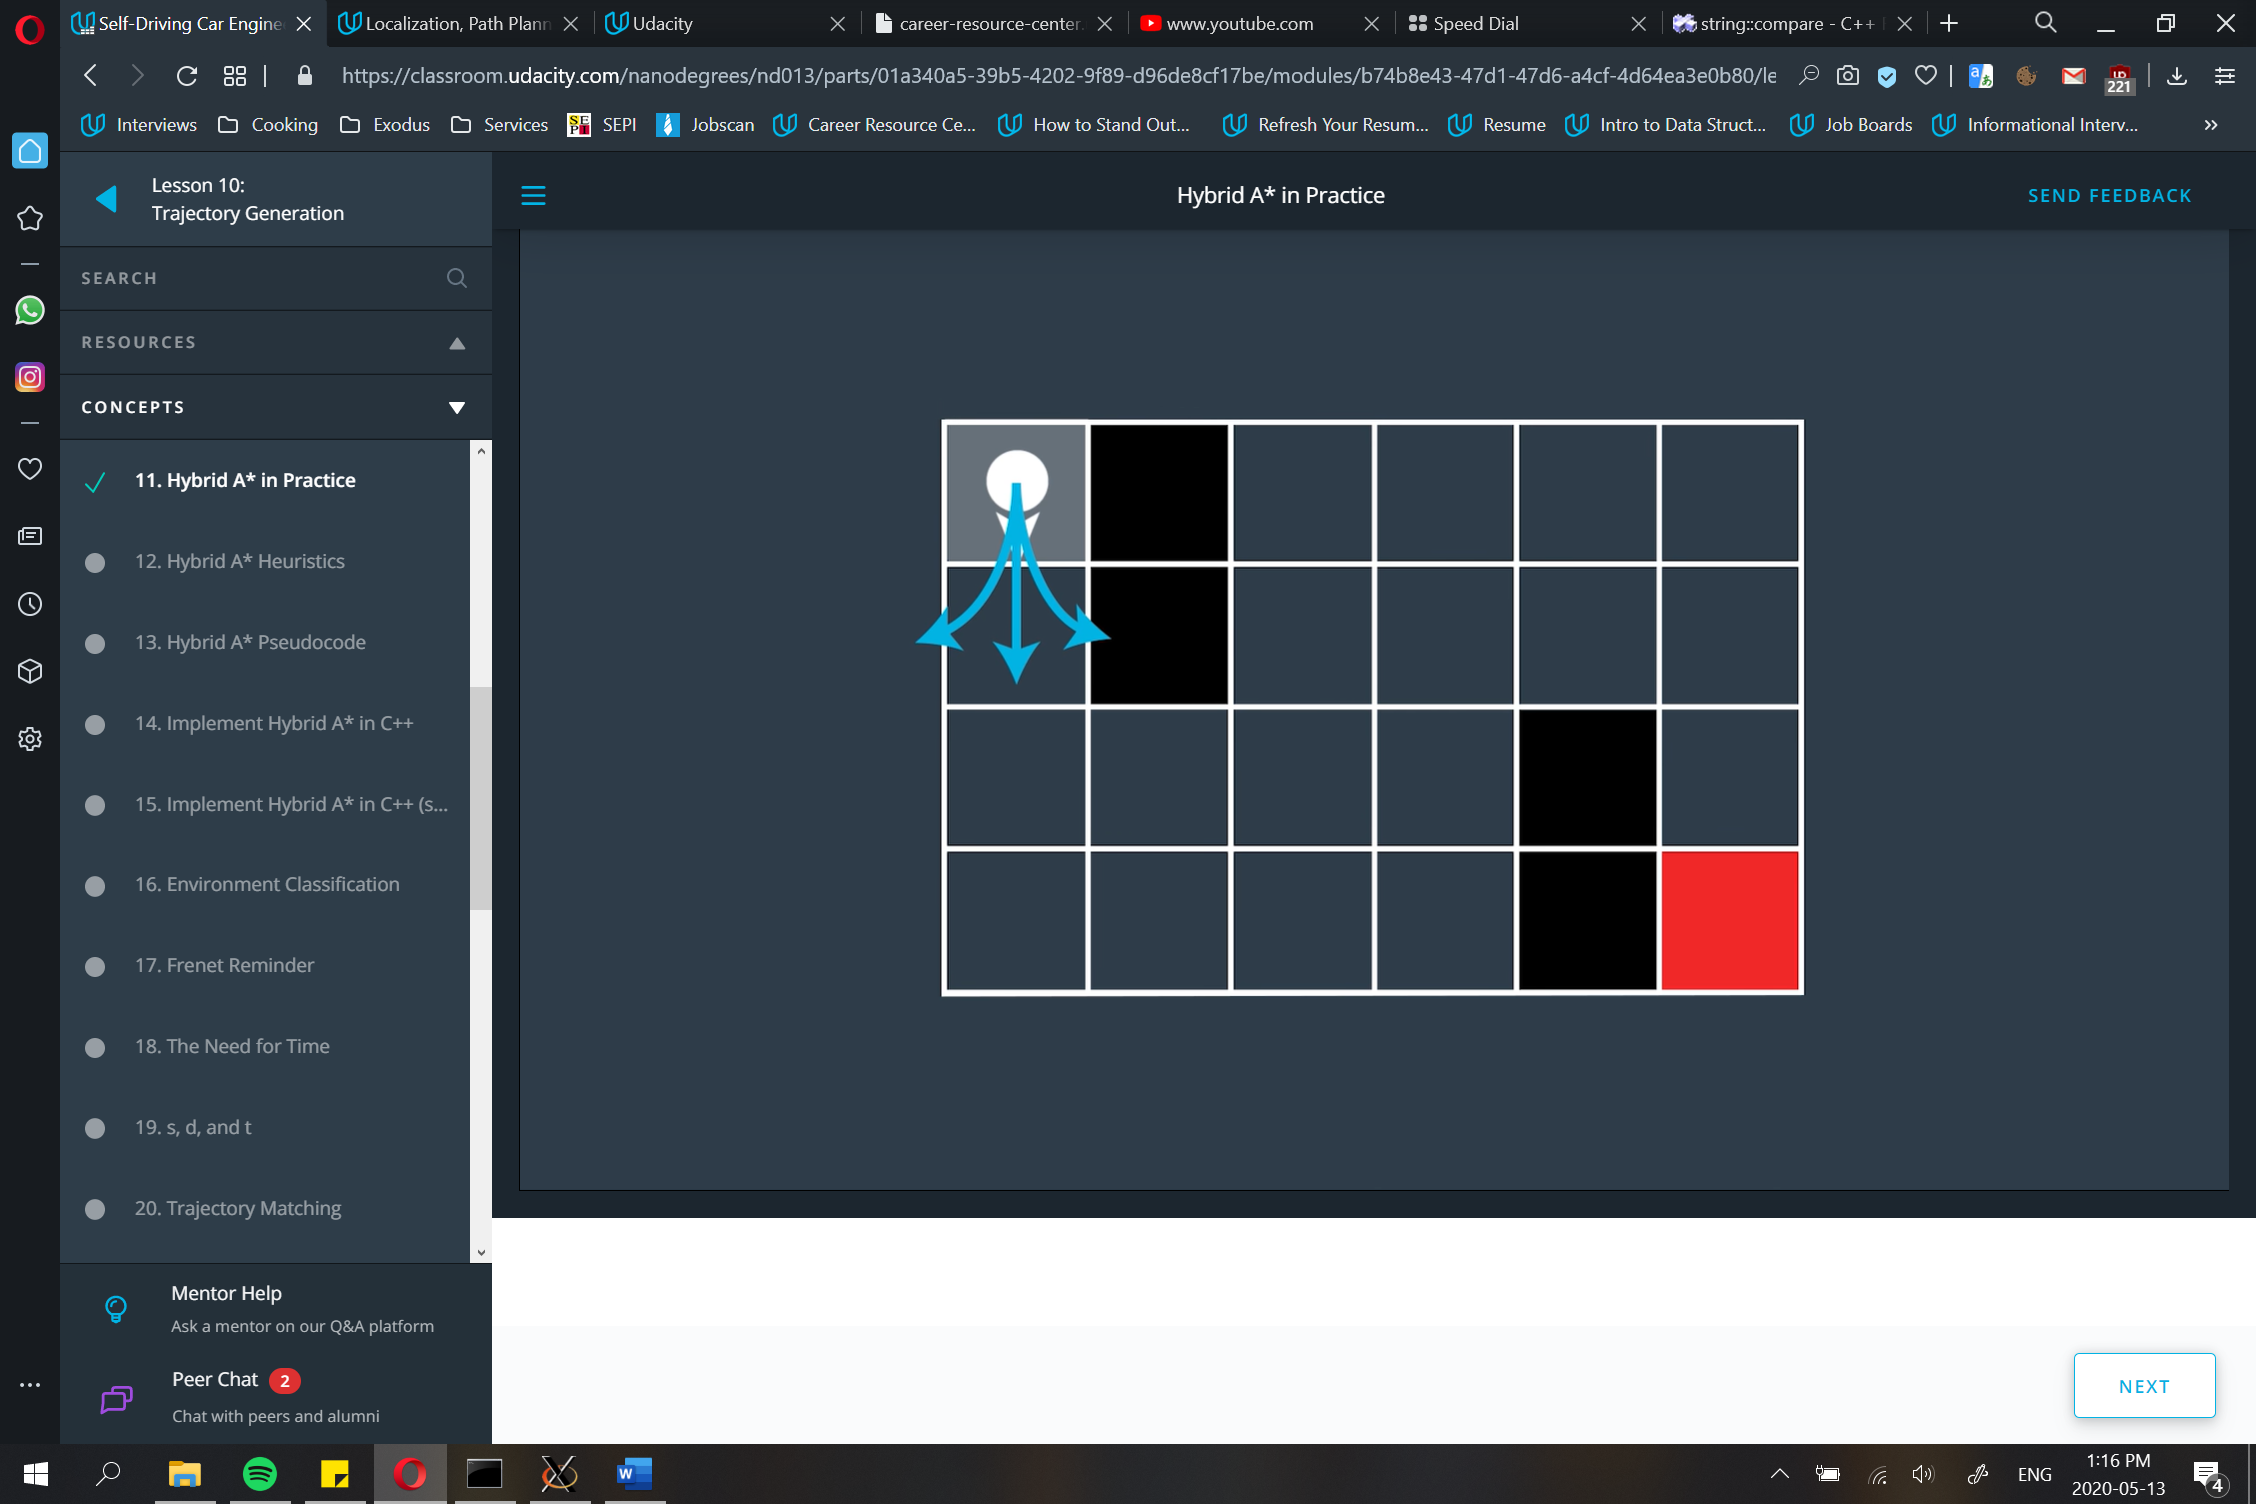 Self-Driving Car Engine
Localization, Path Plann
Udacity
career-resource-center.
www.youtube.com
Speed Dial
string::compare - C++
https://classroom.udacity.com/nanodegrees/nd013/parts/01a340a5-39b5-4202-9f89-d96de8cf17be/modules/b74b8e43-47d1-47d6-a4cf-4d64ea3e0b80/le
221
Interviews
Cooking
Exodus
Services
SEPI
Jobscan
Career Resource Ce...
How to Stand Out...
Refresh Your Resum...
Resume
Intro to Data Struct...
Job Boards
Informational Interv...
Lesson 10:
Trajectory Generation
Hybrid A* in Practice
SEND FEEDBACK
SEARCH
RESOURCES
CONCEPTS
11. Hybrid A* in Practice
12. Hybrid A* Heuristics
13. Hybrid A* Pseudocode
14. Implement Hybrid A* in C++
15. Implement Hybrid A* in C++ (s...
16. Environment Classification
17. Frenet Reminder
18. The Need for Time
19. s, d, and t
20. Trajectory Matching
Mentor Help
Ask a mentor on our Q&A platform
Peer Chat 2
Chat with peers and alumni
NEXT
ENG
1:16 PM
2020-05-13
4